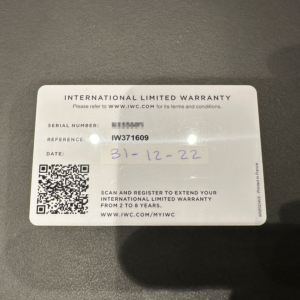 INTERNATIONAL LIMITED WARRANTY
Please refer to WWW.IWC.COM for its terms and conditions.
SERIAL NUMBER:
REFERENCE: IW371609
DATE: 31-12-22
SCAN AND REGISTER TO EXTEND YOUR
INTERNATIONAL LIMITED WARRANTY
FROM 2 TO 8 YEARS.
WWW.IWC.COM/MYIWC